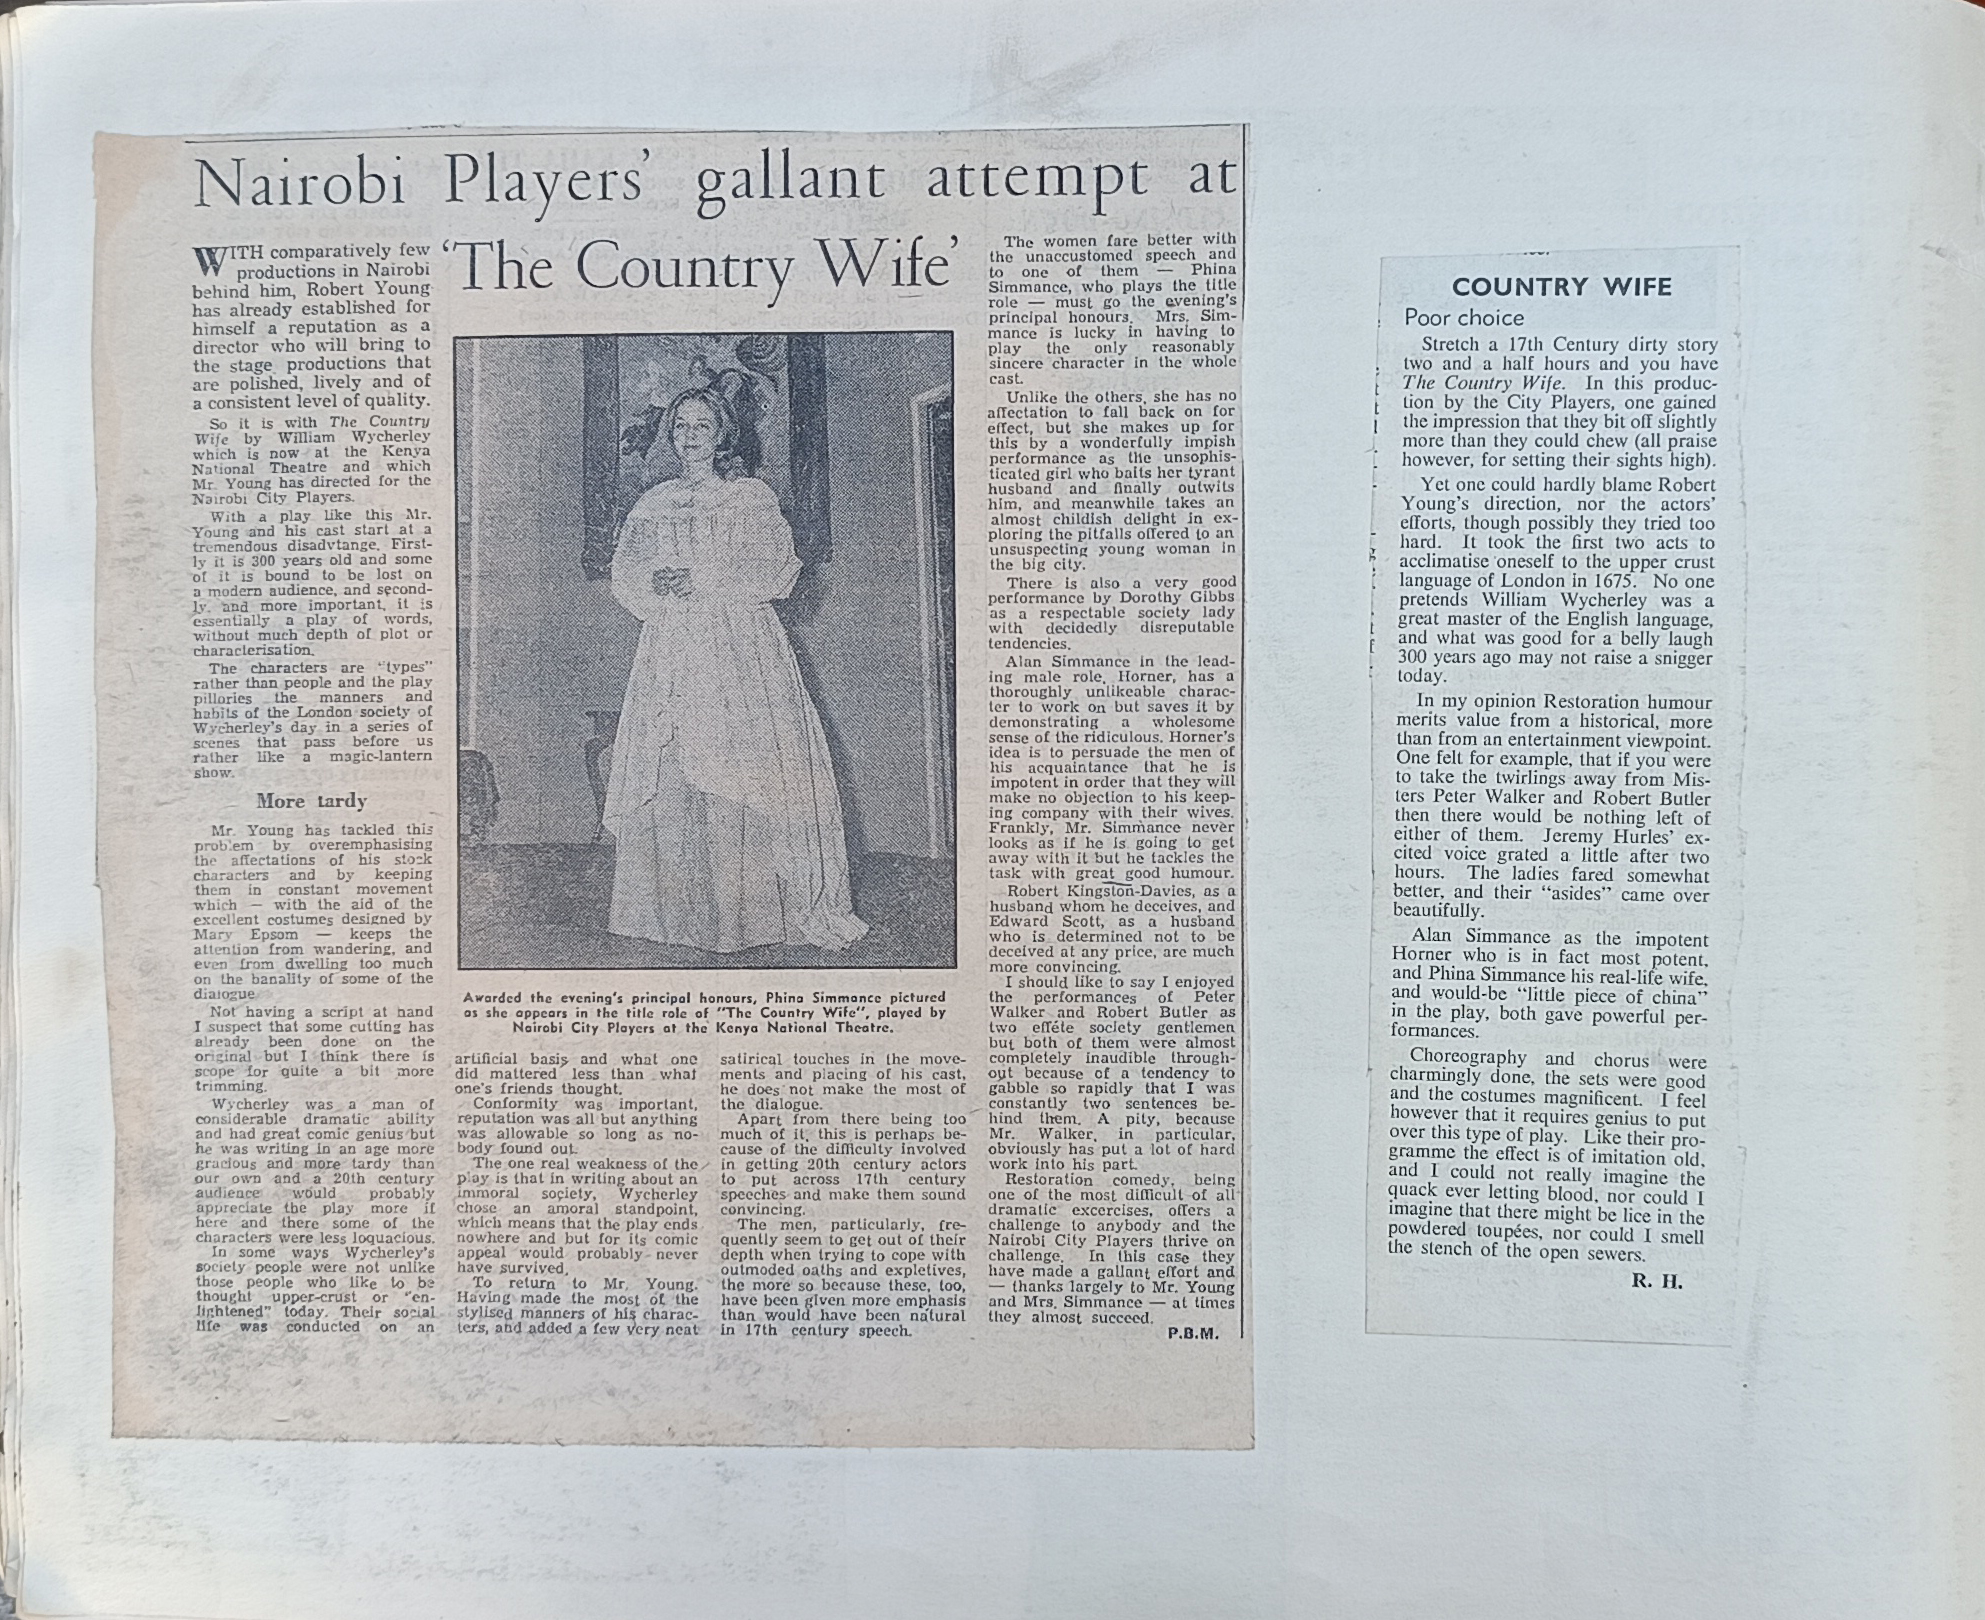 Nairobi Players' gallant attempt at
'The Country Wife'
WITH comparatively few
productions in Nairobi
behind him, Robert Young
has already established for
himself a reputation as a
director who will bring to
the stage productions that
are polished, lively and of
a consistent level of quality.
So it is with The Country
Wife by William Wycherley
which is now at the Kenya
National Theatre and which
Mr. Young has directed for the
Nairobi City Players.
With a play like this Mr.
Young and his cast start at a
tremendous disadvtange. First-
ly it is 300 years old and some
of it is bound to be lost on
a modern audience, and second-
ly, and more important, it is
essentially a play of words,
without much depth of plot or
characterisation.
The characters are "types"
rather than people and the play
pillories the manners and
habits of the London society of
Wycherley's day in a series of
scenes that pass before us
rather like a magic-lantern
show.
More tardy
Mr. Young has tackled this
problem by overemphasising
the affectations of his stock
characters and by keeping
them in constant movement
which — with the aid of the
excellent costumes designed by
Mary Epsom — keeps the
attention from wandering, and
even from dwelling too much
on the banality of some of the
dialogue
Not having a script at hand
I suspect that some cutting has
already been done on the
original but I think there is
scope for quite a bit more
trimming.
Wycherley was a man of
considerable dramatic ability
and had great comic genius but
he was writing in an age more
gracious and more tardy than
our own and a 20th century
audience would probably
appreciate the play more if
here and there some of the
characters were less loquacious.
In some ways Wycherley's
society people were not unlike
those people who like to be
thought upper-crust or "en-
lightened" today. Their social
life was conducted on an
Awarded the evening's principal honours, Phina Simmance pictured
as she appears in the title role of "The Country Wife", played by
Nairobi City Players at the Kenya National Theatre.
artificial basis and what one
did mattered less than what
one's friends thought.
Conformity was important,
reputation was all but anything
was allowable so long as no-
body found out.
The one real weakness of the
play is that in writing about an
immoral society, Wycherley
chose an amoral standpoint,
which means that the play ends
nowhere and but for its comic
appeal would probably never
have survived.
To return to Mr. Young.
Having made the most of the
stylised manners of his charac-
ters, and added a few very neat
satirical touches in the move-
ments and placing of his cast,
he does not make the most of
the dialogue.
Apart from there being too
much of it, this is perhaps be-
cause of the difficulty involved
in getting 20th century actors
to put across 17th century
speeches and make them sound
convincing.
The men, particularly, fre-
quently seem to get out of their
depth when trying to cope with
outmoded oaths and expletives,
the more so because these, too,
have been given more emphasis
than would have been natural
in 17th century speech.
The women fare better with
the unaccustomed speech and
to one of them — Phina
Simmance, who plays the title
role — must go the evening's
principal honours. Mrs. Sim-
mance is lucky in having to
play the only reasonably
sincere character in the whole
cast.
Unlike the others, she has no
affectation to fall back on for
effect, but she makes up for
this by a wonderfully impish
performance as the unsophis-
ticated girl who baits her tyrant
husband and finally outwits
him, and meanwhile takes an
almost childish delight in ex-
ploring the pitfalls offered to an
unsuspecting young woman in
the big city.
There is also a very good
performance by Dorothy Gibbs
as a respectable society lady
with decidedly disreputable
tendencies.
Alan Simmance in the lead-
ing male role, Horner, has a
thoroughly unlikeable charac-
ter to work on but saves it by
demonstrating a wholesome
sense of the ridiculous. Horner's
idea is to persuade the men of
his acquaintance that he is
impotent in order that they will
make no objection to his keep-
ing company with their wives.
Frankly, Mr. Simmance never
looks as if he is going to get
away with it but he tackles the
task with great good humour.
Robert Kingston-Davies, as a
husband whom he deceives, and
Edward Scott, as a husband
who is determined not to be
deceived at any price, are much
more convincing.
I should like to say I enjoyed
the performances of Peter
Walker and Robert Butler as
two efféte society gentlemen
but both of them were almost
completely inaudible through-
out because of a tendency to
gabble so rapidly that I was
constantly two sentences be-
hind them. A pity, because
Mr. Walker, in particular,
obviously has put a lot of hard
work into his part.
Restoration comedy, being
one of the most difficult of all
dramatic excercises, offers a
challenge to anybody and the
Nairobi City Players thrive on
challenge. In this case they
have made a gallant effort and
— thanks largely to Mr. Young
and Mrs. Simmance — at times
they almost succeed.
P.B.M.
COUNTRY WIFE
Poor choice
Stretch a 17th Century dirty story
two and a half hours and you have
The Country Wife. In this produc-
tion by the City Players, one gained
the impression that they bit off slightly
more than they could chew (all praise
however, for setting their sights high).
Yet one could hardly blame Robert
Young's direction, nor the actors'
efforts, though possibly they tried too
hard. It took the first two acts to
acclimatise oneself to the upper crust
language of London in 1675. No one
pretends William Wycherley was a
great master of the English language,
and what was good for a belly laugh
300 years ago may not raise a snigger
today.
In my opinion Restoration humour
merits value from a historical, more
than from an entertainment viewpoint.
One felt for example, that if you were
to take the twirlings away from Mis-
ters Peter Walker and Robert Butler
then there would be nothing left of
either of them. Jeremy Hurles' ex-
cited voice grated a little after two
hours. The ladies fared somewhat
better, and their "asides" came over
beautifully.
Alan Simmance as the impotent
Horner who is in fact most potent,
and Phina Simmance his real-life wife,
and would-be "little piece of china"
in the play, both gave powerful per-
formances.
Choreography and chorus were
charmingly done, the sets were good
and the costumes magnificent. I feel
however that it requires genius to put
over this type of play. Like their pro-
gramme the effect is of imitation old,
and I could not really imagine the
quack ever letting blood, nor could I
imagine that there might be lice in the
powdered toupées, nor could I smell
the stench of the open sewers.
R. H.